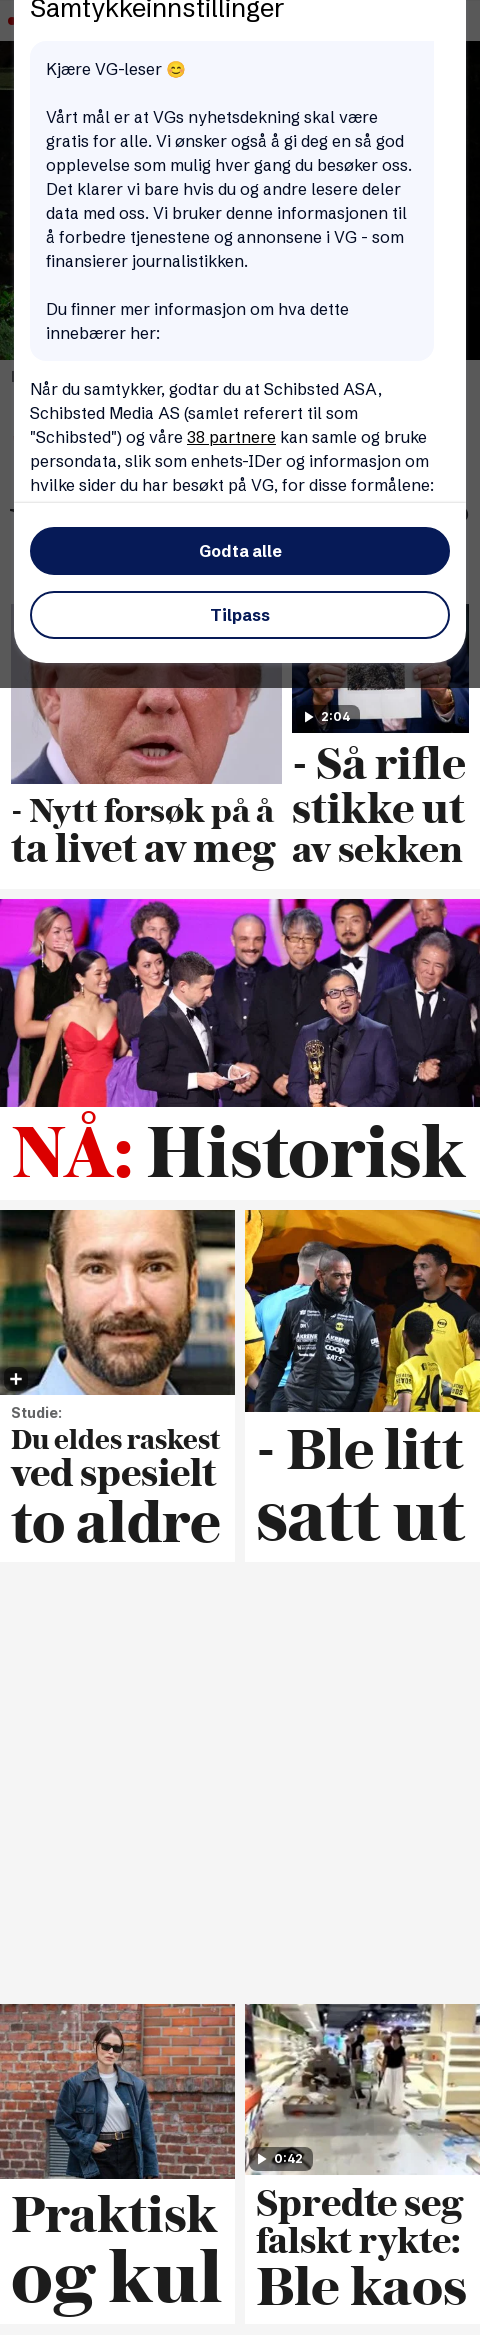 Samtykkeinnstillinger
Kjære VG-leser 😊
Vårt mål er at VGs nyhetsdekning skal være
gratis for alle. Vi ønsker også å gi deg en så god
opplevelse som mulig hver gang du besøker oss.
Det klarer vi bare hvis du og andre lesere deler
data med oss. Vi bruker denne informasjonen til
å forbedre tjenestene og annonsene i VG - som
finansierer journalistikken.
Du finner mer informasjon om hva dette
innebærer her:
Når du samtykker, godtar du at Schibsted ASA,
Schibsted Media AS (samlet referert til som
"Schibsted") og våre 38 partnere kan samle og bruke
persondata, slik som enhets-IDer og informasjon om
hvilke sider du har besøkt på VG, for disse formålene:
Godta alle
Tilpass
2:04
- Nytt forsøk på å
ta livet av meg
- Så rifle
stikke ut
av sekken
NÅ: Historisk
Studie:
Du eldes raskest
ved spesielt
to aldre
coop
- Ble litt
satt ut
Praktisk
og kul
0:42
Spredte seg
falskt rykte:
Ble kaos